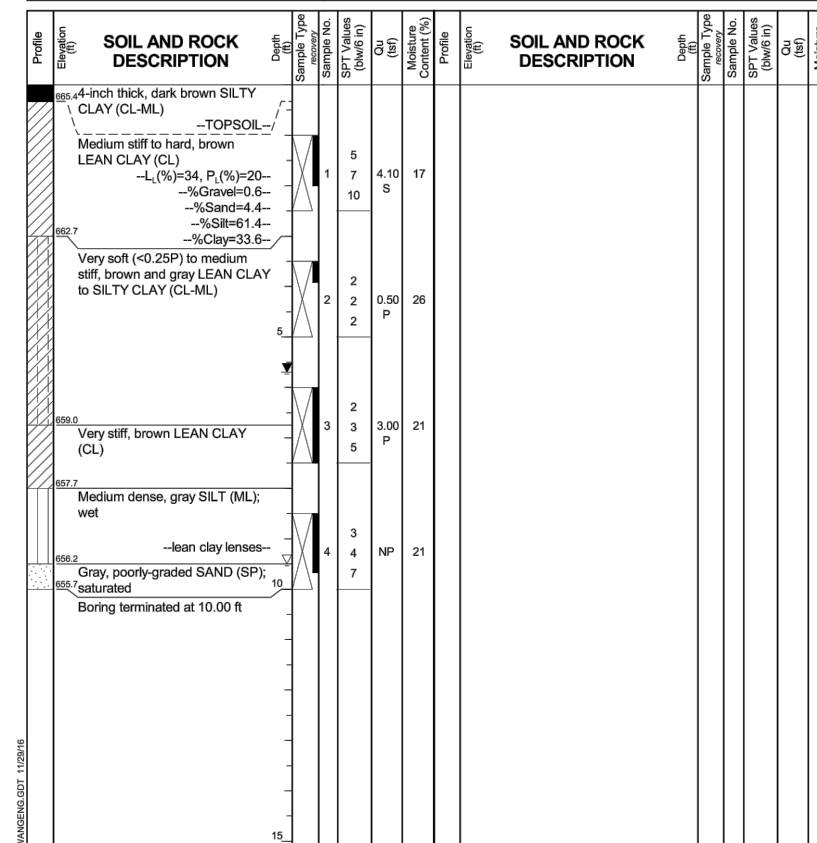 Profile
Elevation
(ft)
SOIL AND ROCK
DESCRIPTION
Depth
(ft)
Sample Type
recovery
Sample No.
SPT Values
(blw/6 in)
Qu
(tsf)
Moisture
Content (%)
Profile
Elevation
(ft)
SOIL AND ROCK
DESCRIPTION
Depth
(ft)
Sample Type
recovery
Sample No.
SPT Values
(blw/6 in)
Qu
(tsf)
665.4 4-inch thick, dark brown SILTY
CLAY (CL-ML)
--TOPSOIL--
Medium stiff to hard, brown
LEAN CLAY (CL)
--LL(%)=34, PL(%)=20--
--%Gravel=0.6--
--%Sand=4.4--
--%Silt=61.4--
--%Clay=33.6--
1
5
7
10
4.10
S
17
662.7
Very soft (<0.25P) to medium
stiff, brown and gray LEAN CLAY
to SILTY CLAY (CL-ML)
2
2
2
2
0.50
P
26
5
659.0
Very stiff, brown LEAN CLAY
(CL)
3
2
3
5
3.00
P
21
657.7
Medium dense, gray SILT (ML);
wet
--lean clay lenses--
4
3
4
7
NP
21
656.2
Gray, poorly-graded SAND (SP);
655.7 saturated
10
Boring terminated at 10.00 ft
15
WANGENG.GDT 11/29/16